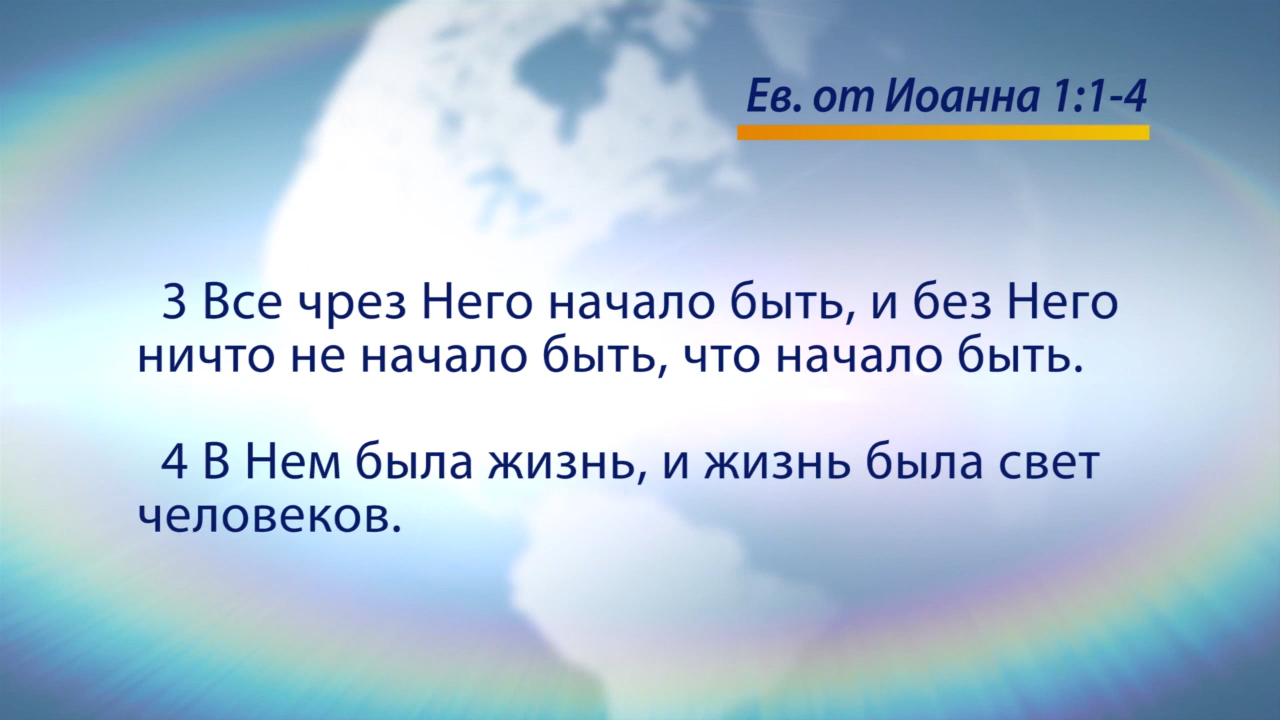 Ев. от Иоанна 1:1-4
3 Все чрез Него начало быть, и без Него
ничто не начало быть, что начало быть.
4 В Нем была жизнь, и жизнь была свет
человеков.